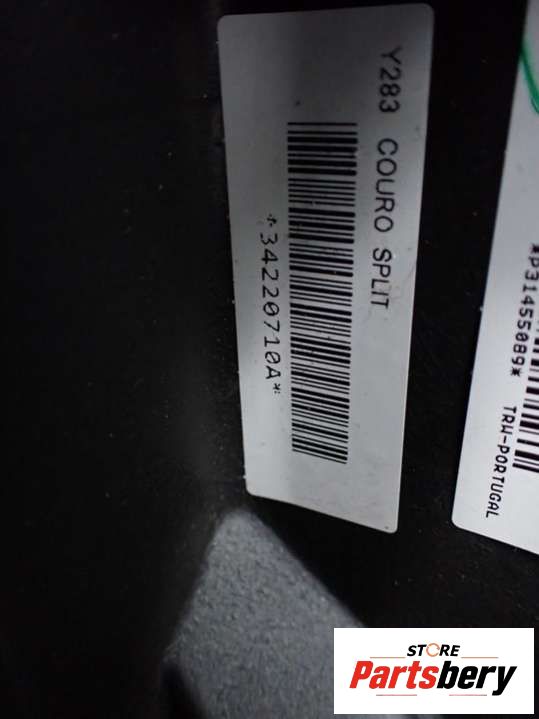 Y283 COURO SPLIT
*34220710A*
*P31455089*
TRW-PORTUGAL
STORE
Partsbery